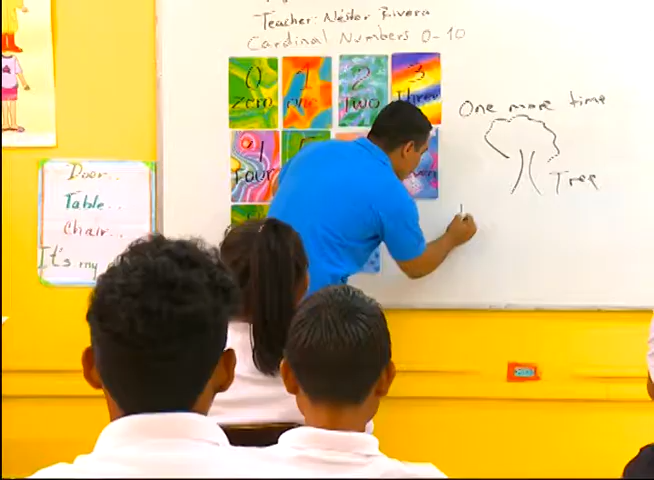 Teacher: Néstor Rivera
Cardinal Numbers 0-10
0 1 2 3
Zero one Two Three
Four
One more time
Tree
Door..
Table..
Chair..
It's my